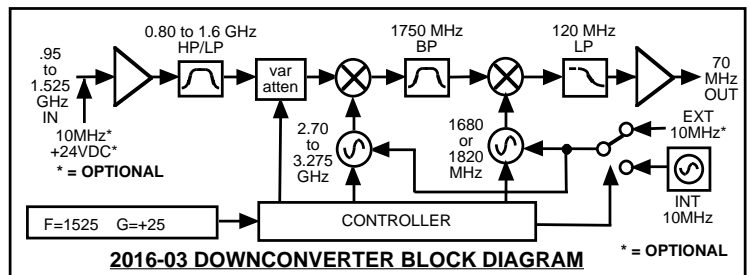 .95
to
1.525
GHz
IN
10MHz*
+24VDC*
* = OPTIONAL
0.80 to 1.6 GHz
HP/LP
var
atten
1750 MHz
BP
120 MHz
LP
70
MHz
OUT
2.70
to
3.275
GHz
1680
or
1820
MHz
EXT
10MHz*
INT
10MHz
F=1525 G=+25
CONTROLLER
* = OPTIONAL
2016-03 DOWNCONVERTER BLOCK DIAGRAM